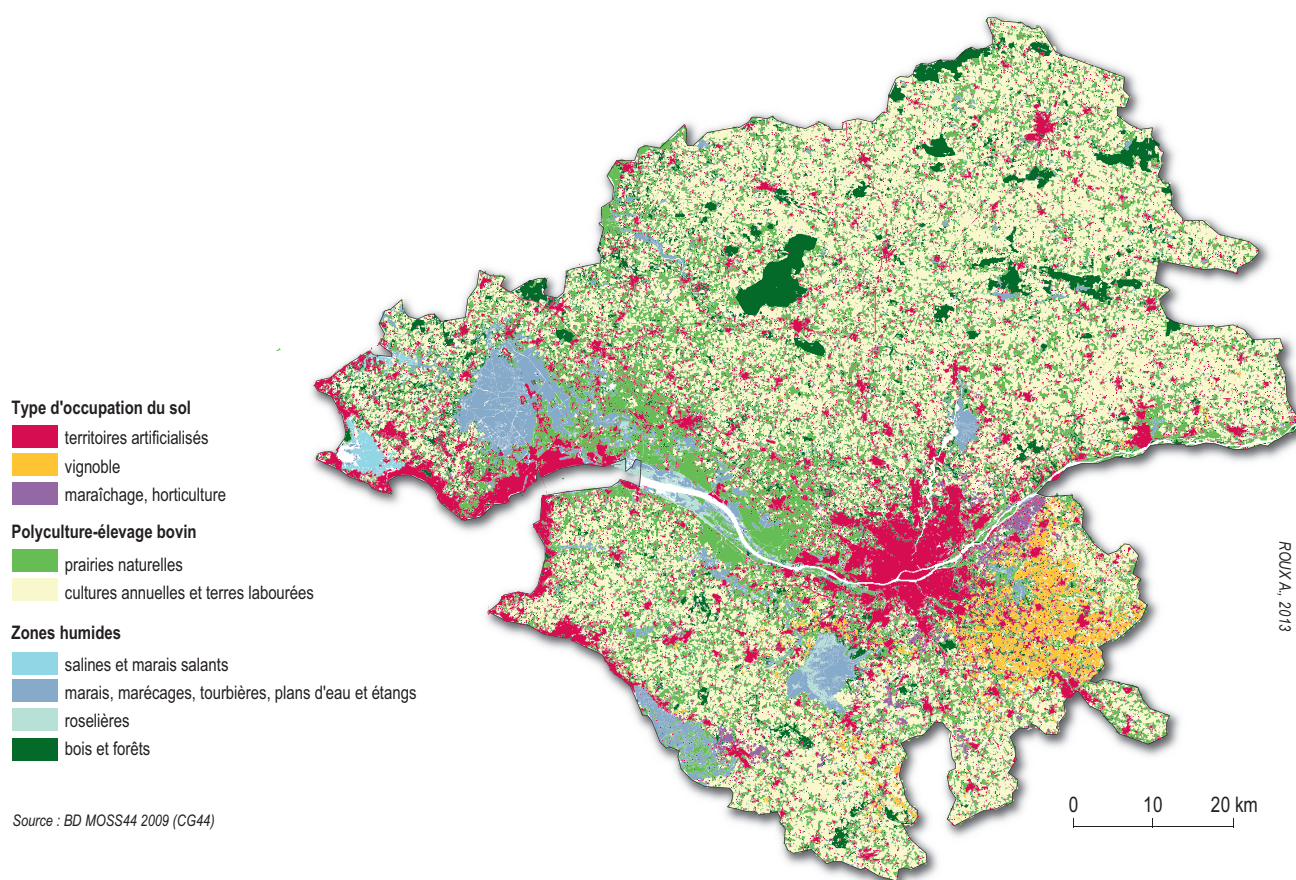 Type d'occupation du sol
territoires artificialisés
vignoble
maraîchage, horticulture
Polyculture-élevage bovin
prairies naturelles
cultures annuelles et terres labourées
Zones humides
salines et marais salants
marais, marécages, tourbières, plans d'eau et étangs
roselières
bois et forêts
Source : BD MOSS44 2009 (CG44)
ROUX A., 2013
0 10 20 km